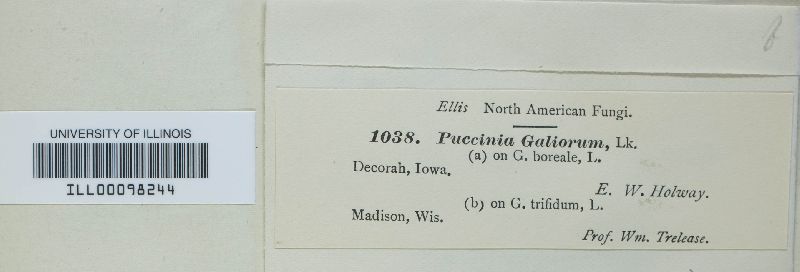 b
Ellis North American Fungi.
1038. Puccinia Galiorum, Lk.
(a) on G. boreale, L.
Decorah, Iowa.
E. W. Holway.
(b) on G. trifidum, L.
Madison, Wis.
Prof. Wm. Trelease.
UNIVERSITY OF ILLINOIS
ILL00098244